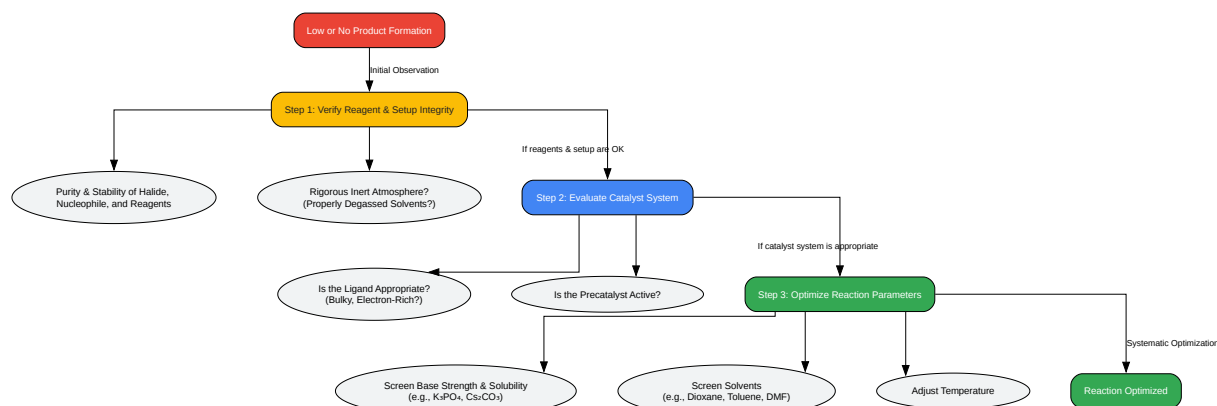 Low or No Product Formation
Initial Observation
Step 1: Verify Reagent & Setup Integrity
If reagents & setup are OK
Purity & Stability of Halide,
Nucleophile, and Reagents
Rigorous Inert Atmosphere?
(Properly Degassed Solvents?)
Step 2: Evaluate Catalyst System
If catalyst system is appropriate
Is the Ligand Appropriate?
(Bulky, Electron-Rich?)
Is the Precatalyst Active?
Step 3: Optimize Reaction Parameters
Systematic Optimization
Screen Base Strength & Solubility
(e.g., K₃PO₄, Cs₂CO₃)
Screen Solvents
(e.g., Dioxane, Toluene, DMF)
Adjust Temperature
Reaction Optimized